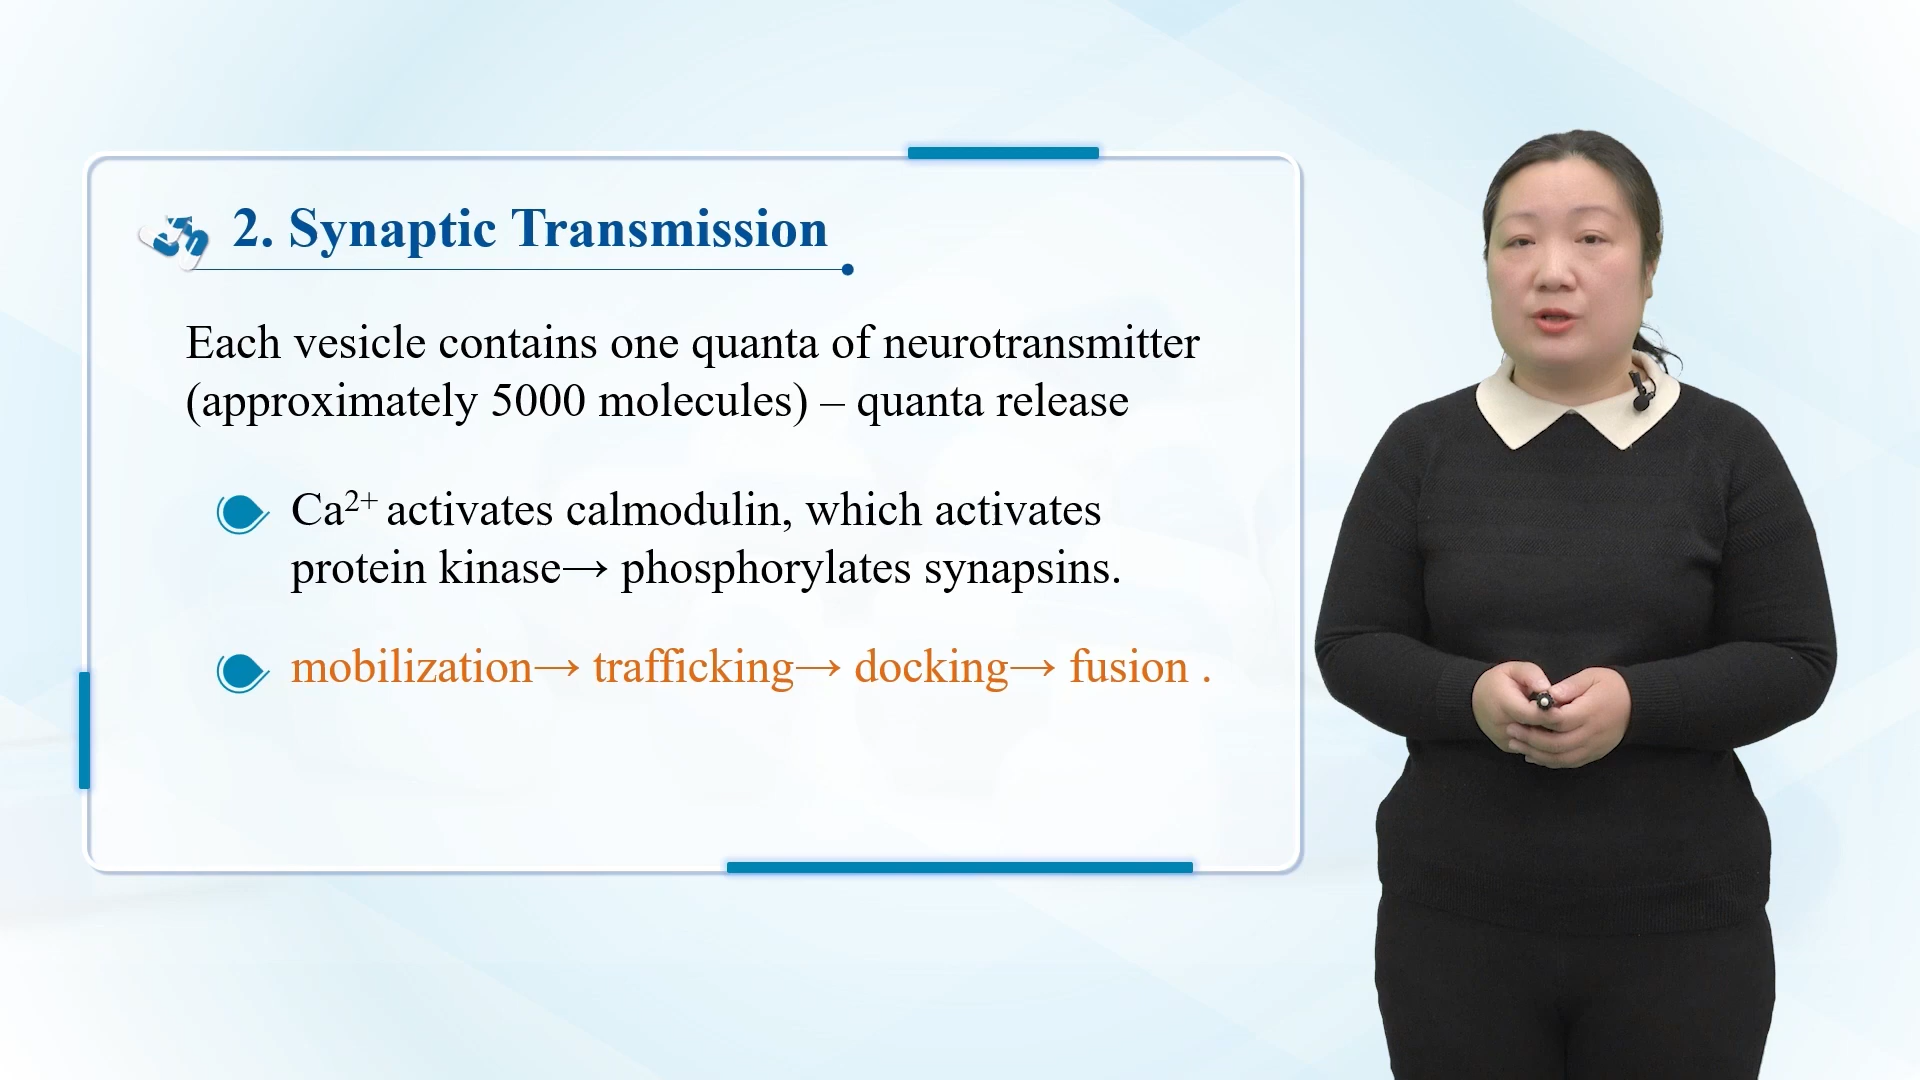 2. Synaptic Transmission
Each vesicle contains one quanta of neurotransmitter
(approximately 5000 molecules) – quanta release
Ca²⁺ activates calmodulin, which activates
protein kinase→ phosphorylates synapsins.
mobilization→ trafficking→ docking→ fusion .